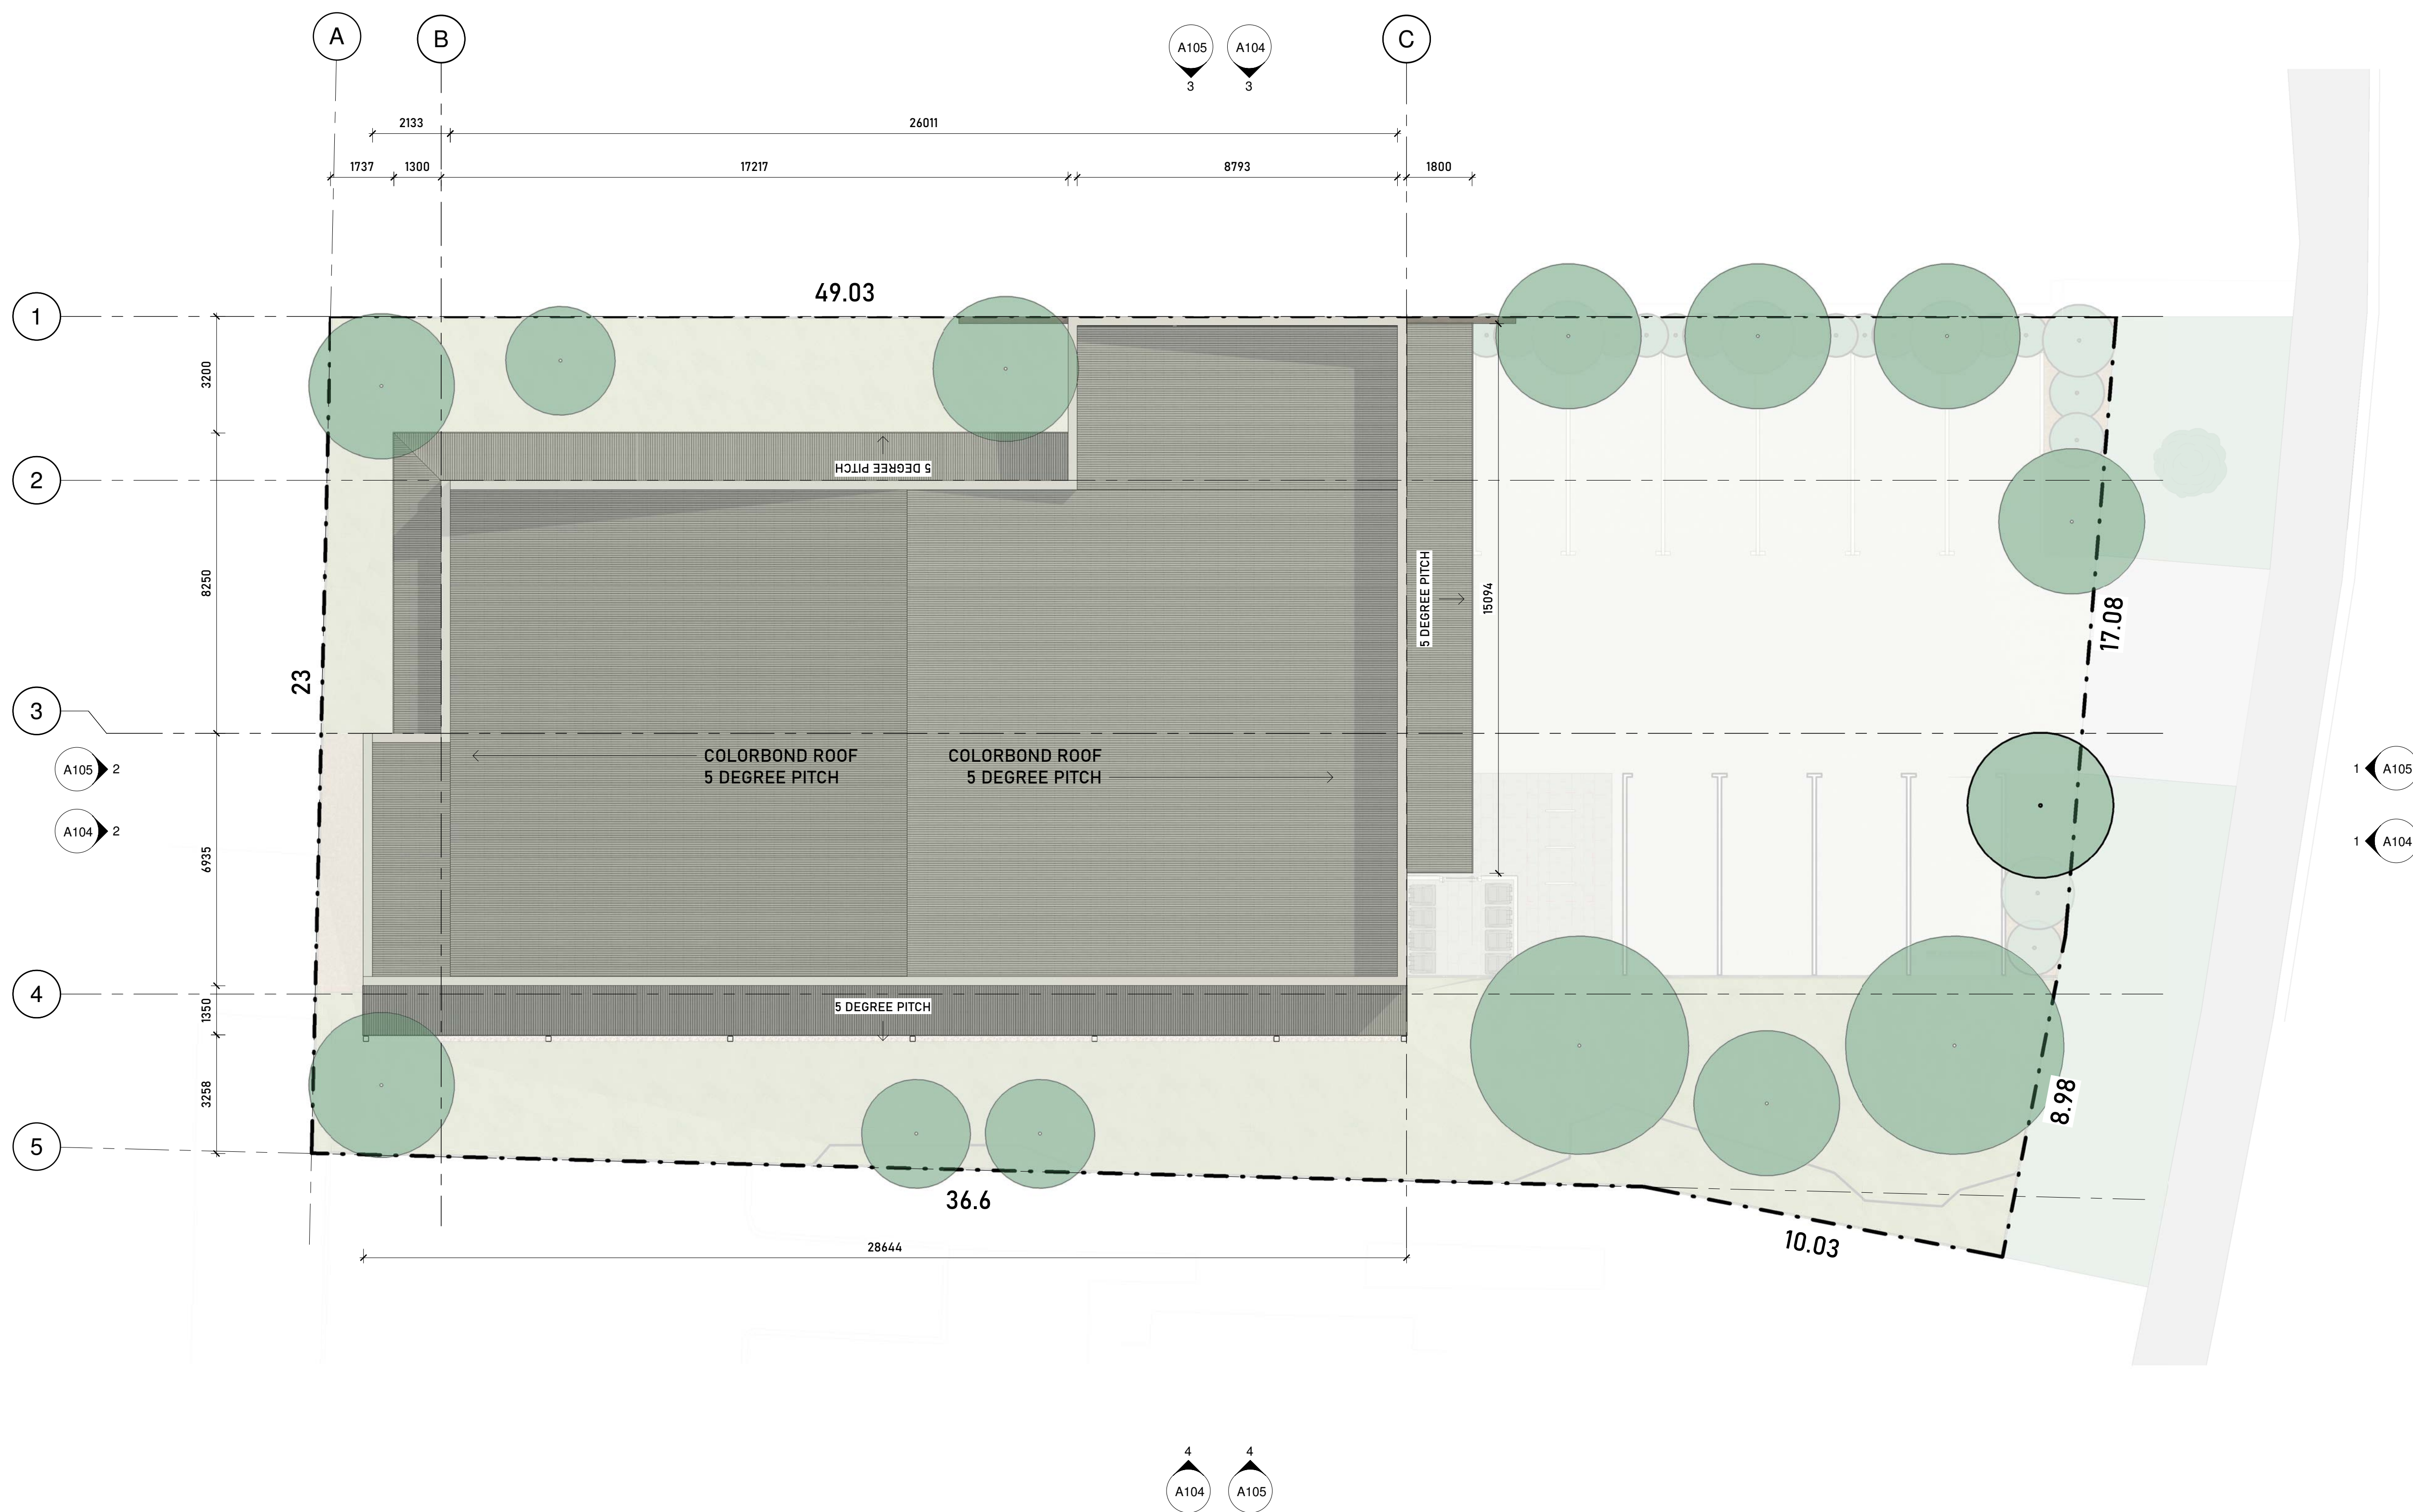 A
B
C
A105
3
A104
3
2133
26011
1737
1300
17217
8793
1800
49.03
1
3200
2
5 DEGREE PITCH
8250
5 DEGREE PITCH
15094
17.08
23
3
A105
2
A104
2
COLORBOND ROOF
5 DEGREE PITCH
COLORBOND ROOF
5 DEGREE PITCH
1
A105
1
A104
6935
4
1350
5 DEGREE PITCH
3258
8.98
5
36.6
10.03
28644
4
A104
4
A105